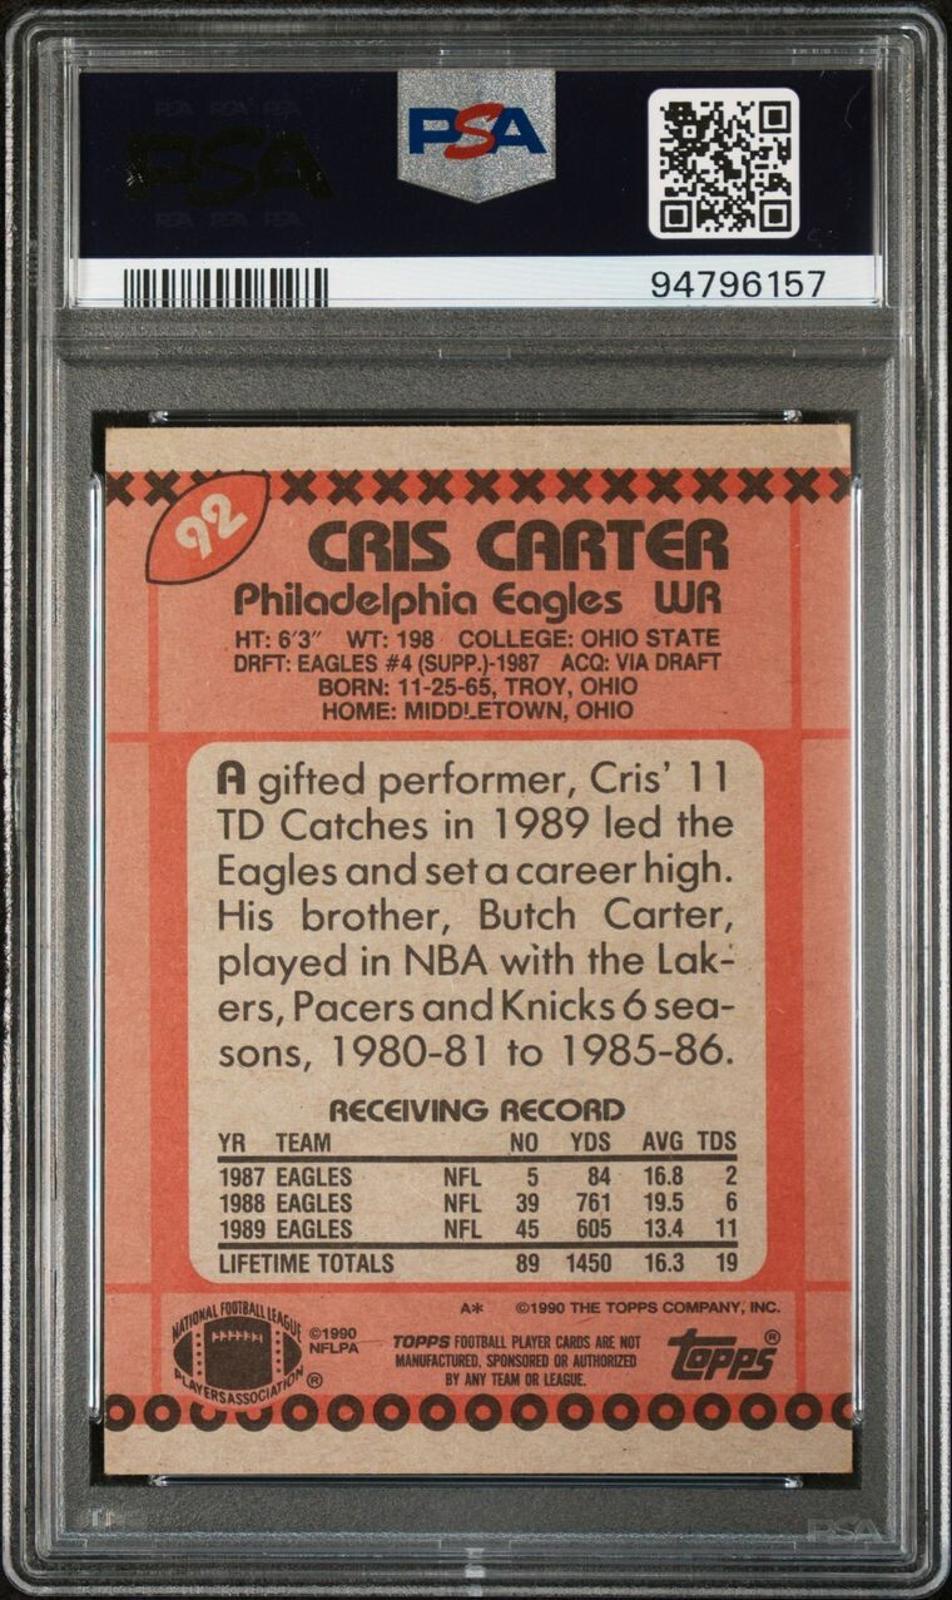 PSA PSA PSA
PSA
PSA
PSA PSA PSA
94796157
92
CRIS CARTER
Philadelphia Eagles WR
HT: 6'3" WT: 198 COLLEGE: OHIO STATE
DRFT: EAGLES #4 (SUPP.)-1987 ACQ: VIA DRAFT
BORN: 11-25-65, TROY, OHIO
HOME: MIDDLETOWN, OHIO
A gifted performer, Cris' 11
TD Catches in 1989 led the
Eagles and set a career high.
His brother, Butch Carter,
played in NBA with the Lak-
ers, Pacers and Knicks 6 sea-
sons, 1980-81 to 1985-86.
RECEIVING RECORD
YR TEAM NO YDS AVG TDS
1987 EAGLES NFL 5 84 16.8 2
1988 EAGLES NFL 39 761 19.5 6
1989 EAGLES NFL 45 605 13.4 11
LIFETIME TOTALS 89 1450 16.3 19
A* ©1990 THE TOPPS COMPANY, INC.
NATIONAL FOOTBALL LEAGUE
PLAYERS ASSOCIATION ®
©1990
NFLPA
TOPPS FOOTBALL PLAYER CARDS ARE NOT
MANUFACTURED, SPONSORED OR AUTHORIZED
BY ANY TEAM OR LEAGUE.
Topps®
PSA